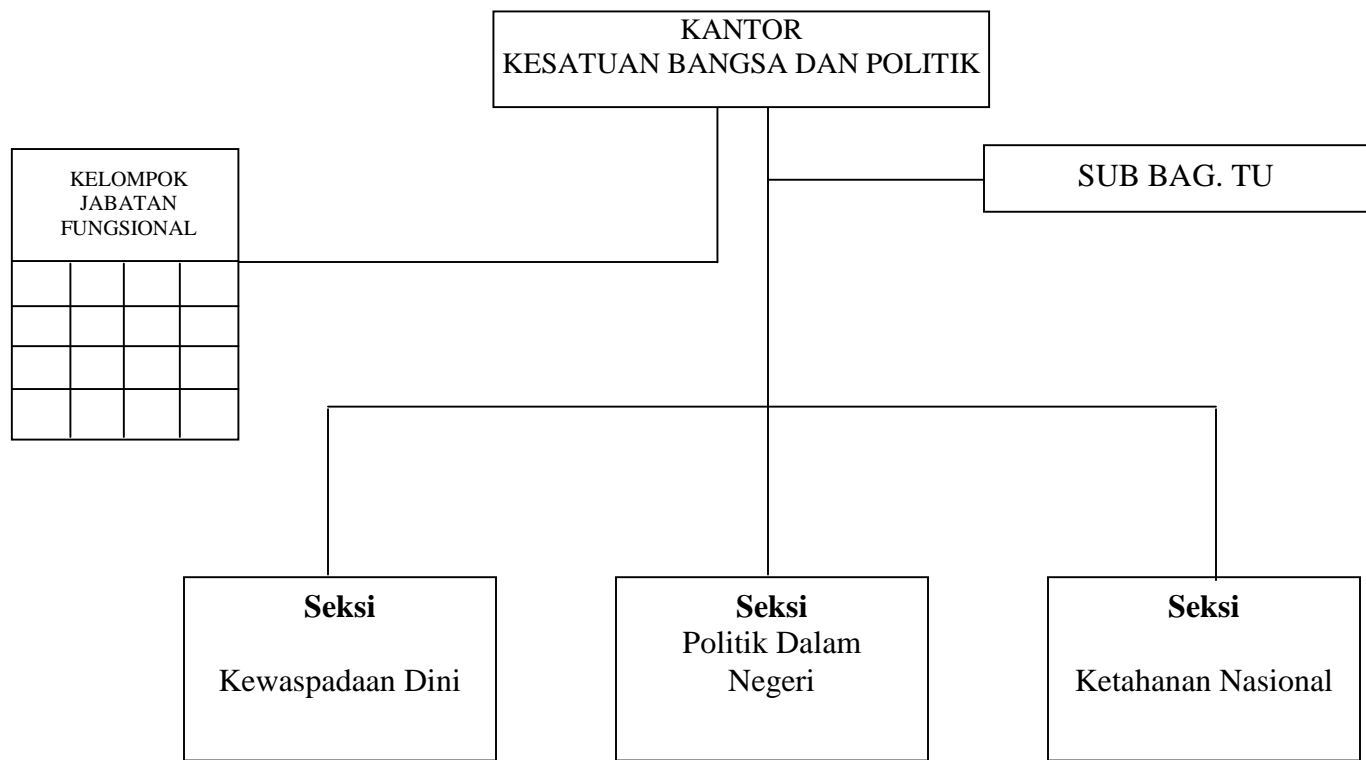 KANTOR
KESATUAN BANGSA DAN POLITIK
SUB BAG. TU
KELOMPOK
JABATAN
FUNGSIONAL
Seksi
Kewaspadaan Dini
Seksi
Politik Dalam
Negeri
Seksi
Ketahanan Nasional